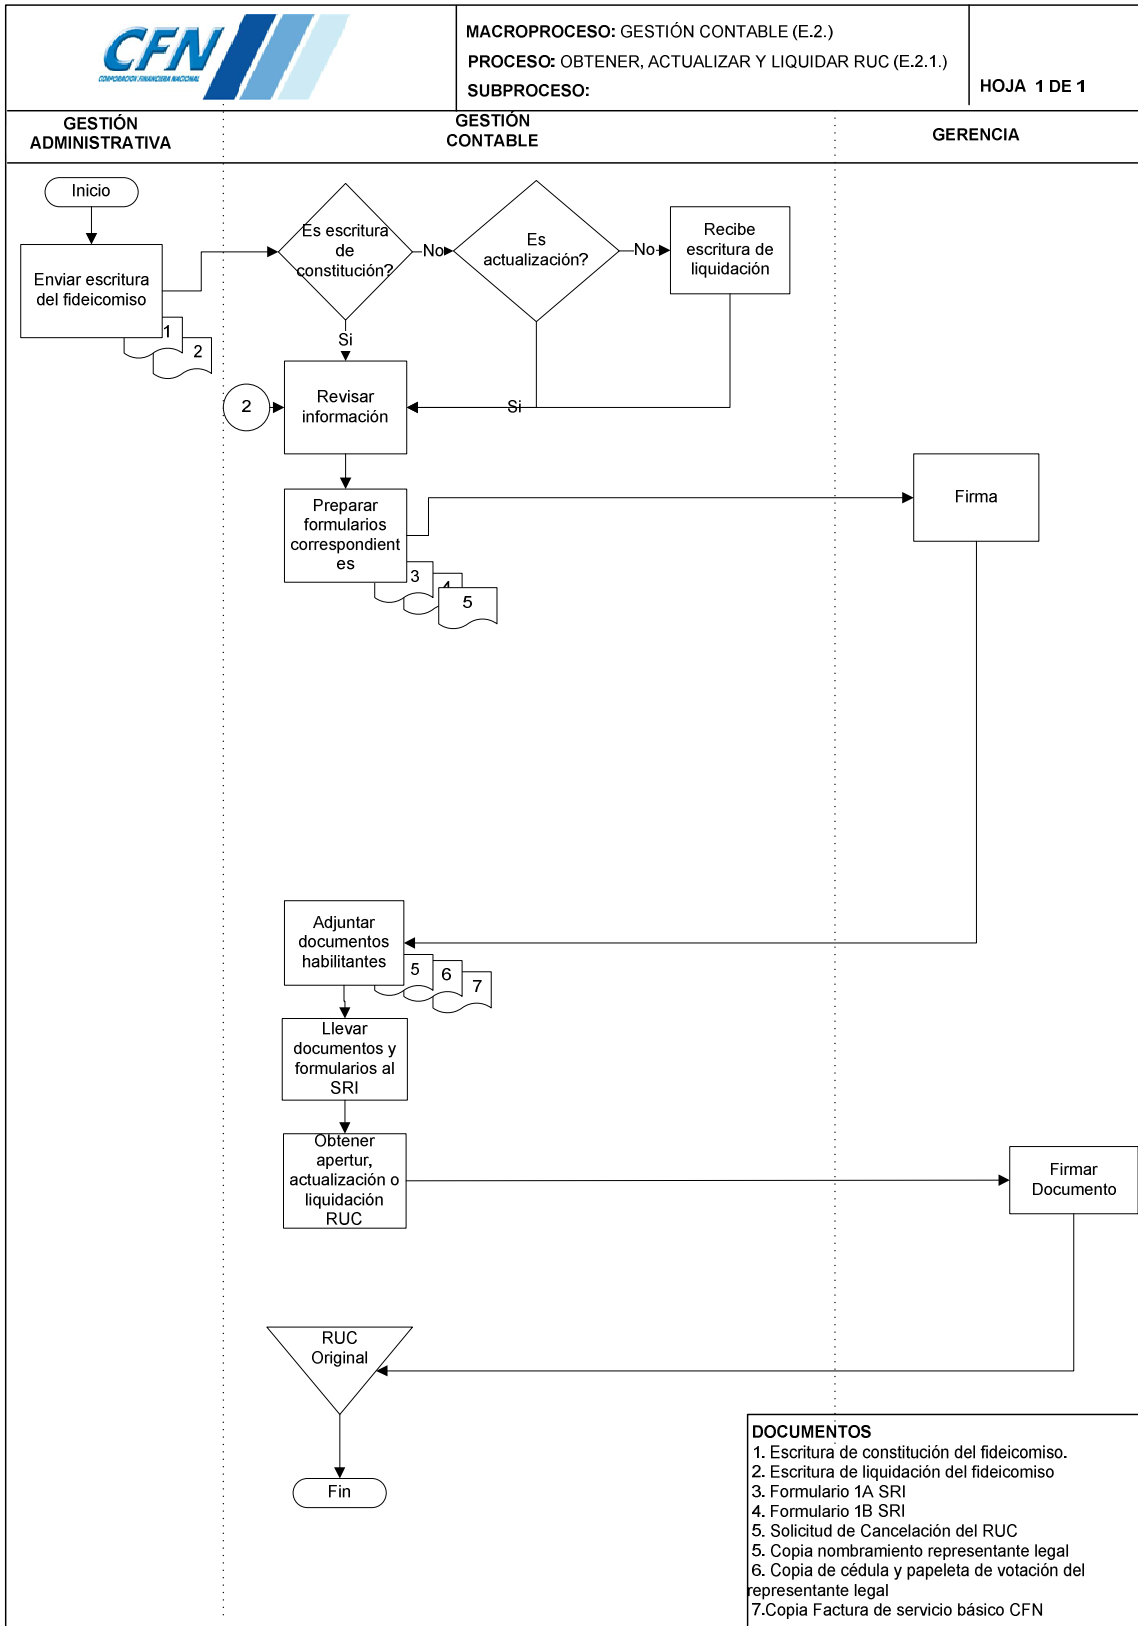 CFN
CORPORACIÓN FINANCIERA NACIONAL
MACROPROCESO: GESTIÓN CONTABLE (E.2.)
PROCESO: OBTENER, ACTUALIZAR Y LIQUIDAR RUC (E.2.1.)
SUBPROCESO:
HOJA 1 DE 1
GESTIÓN
ADMINISTRATIVA
GESTIÓN
CONTABLE
GERENCIA
Inicio
Enviar escritura
del fideicomiso
1
2
Es escritura
de
constitución?
No
Es
actualización?
No
Recibe
escritura de
liquidación
Si
2
Revisar
información
Si
Preparar
formularios
correspondient
es
3
4
5
Firma
Adjuntar
documentos
habilitantes
5
6
7
Llevar
documentos y
formularios al
SRI
Obtener
apertur,
actualización o
liquidación
RUC
Firmar
Documento
RUC
Original
Fin
DOCUMENTOS
1. Escritura de constitución del fideicomiso.
2. Escritura de liquidación del fideicomiso
3. Formulario 1A SRI
4. Formulario 1B SRI
5. Solicitud de Cancelación del RUC
5. Copia nombramiento representante legal
6. Copia de cédula y papeleta de votación del
representante legal
7.Copia Factura de servicio básico CFN